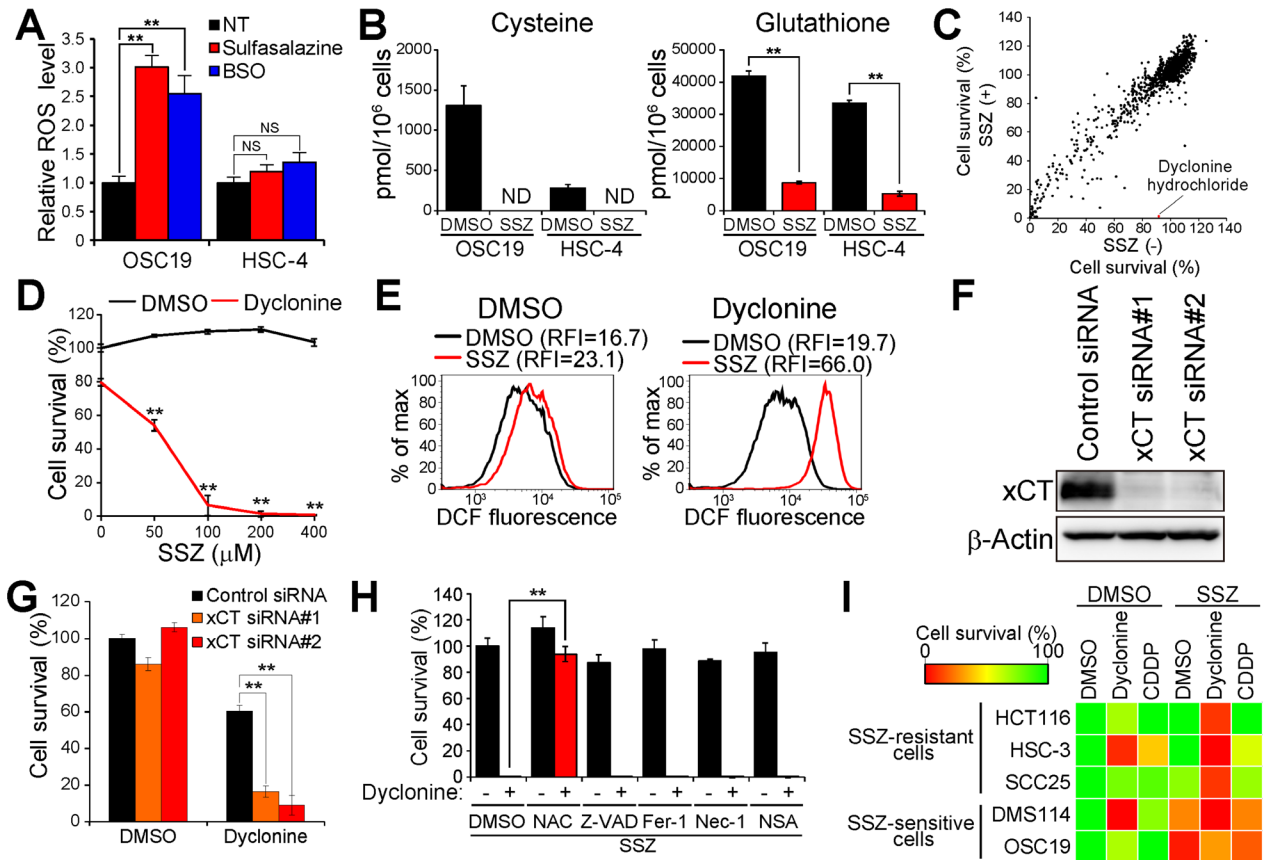 A
NT
Sulfasalazine
BSO
**
**
NS
NS
Relative ROS level
3.5
3.0
2.5
2.0
1.5
1.0
0.5
0
OSC19 HSC-4
B
Cysteine
pmol/10⁶ cells
2000
1500
1000
500
0
ND
ND
DMSO SSZ DMSO SSZ
OSC19 HSC-4
Glutathione
pmol/10⁶ cells
50000
40000
30000
20000
10000
0
**
**
DMSO SSZ DMSO SSZ
OSC19 HSC-4
C
Cell survival (%)
SSZ (+)
140
120
100
80
60
40
20
0
Dyclonine
hydrochloride
0 20 40 60 80 100 120 140
SSZ (-)
Cell survival (%)
D
DMSO Dyclonine
Cell survival (%)
120
100
80
60
40
20
0
**
**
**
**
0 50 100 200 400
SSZ (μM)
E
DMSO
DMSO (RFI=16.7)
SSZ (RFI=23.1)
% of max
100
80
60
40
20
0
10³ 10⁴ 10⁵
DCF fluorescence
Dyclonine
DMSO (RFI=19.7)
SSZ (RFI=66.0)
% of max
100
80
60
40
20
0
10³ 10⁴ 10⁵
DCF fluorescence
F
Control siRNA
xCT siRNA#1
xCT siRNA#2
xCT
β-Actin
G
Control siRNA
xCT siRNA#1
xCT siRNA#2
Cell survival (%)
120
100
80
60
40
20
0
**
**
DMSO Dyclonine
H
Cell survival (%)
140
120
100
80
60
40
20
0
**
Dyclonine: - + - + - + - + - + - +
DMSO NAC Z-VAD Fer-1 Nec-1 NSA
SSZ
I
Cell survival (%)
0 100
DMSO SSZ
DMSO
Dyclonine
CDDP
DMSO
Dyclonine
CDDP
SSZ-resistant
cells
HCT116
HSC-3
SCC25
SSZ-sensitive
cells
DMS114
OSC19